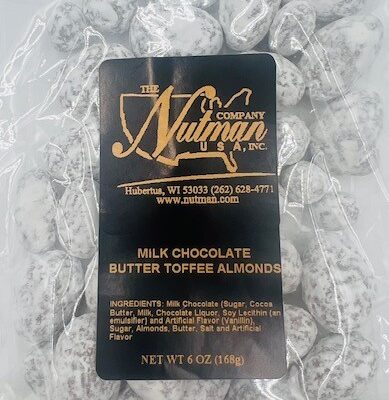 THE
Nutman
COMPANY
USA, INC.
Hubertus, WI 53033 (262) 628-4771
www.nutman.com
MILK CHOCOLATE
BUTTER TOFFEE ALMONDS
INGREDIENTS: Milk Chocolate (Sugar, Cocoa
Butter, Milk, Chocolate Liquor, Soy Lecithin (an
emulsifier) and Artificial Flavor (Vanillin),
Sugar, Almonds, Butter, Salt and Artificial
Flavor
NET WT 6 OZ (168g)